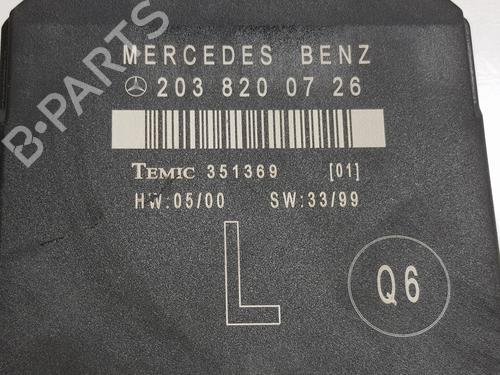 MERCEDES BENZ
203 820 07 26
TEMIC 351369 [01]
HW:05/00 SW:33/99
L
Q6
B-PARTS